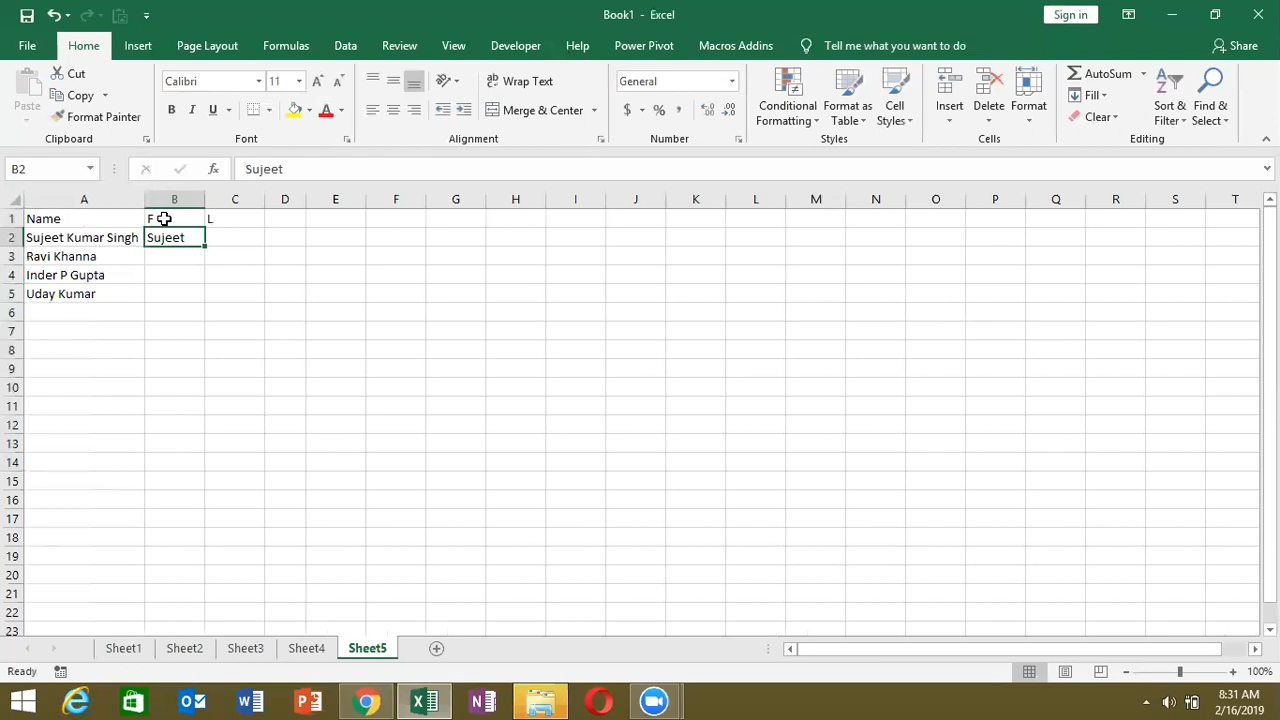 Book1 - Excel
Sign in
File Home Insert Page Layout Formulas Data Review View Developer Help Power Pivot Macros Addins Tell me what you want to do Share
Paste Cut Copy Format Painter
Calibri 11
B I U
Wrap Text
Merge & Center
General
$ % ,
Conditional Formatting Format as Table Cell Styles
Insert Delete Format
AutoSum Fill Clear
Sort & Filter Find & Select
Clipboard Font Alignment Number Styles Cells Editing
B2 fx Sujeet
A B C D E F G H I J K L M N O P Q R S T
1 Name F L
2 Sujeet Kumar Singh Sujeet
3 Ravi Khanna
4 Inder P Gupta
5 Uday Kumar
6
7
8
9
10
11
12
13
14
15
16
17
18
19
20
21
22
23
Sheet1 Sheet2 Sheet3 Sheet4 Sheet5
Ready 100%
8:31 AM
2/16/2019